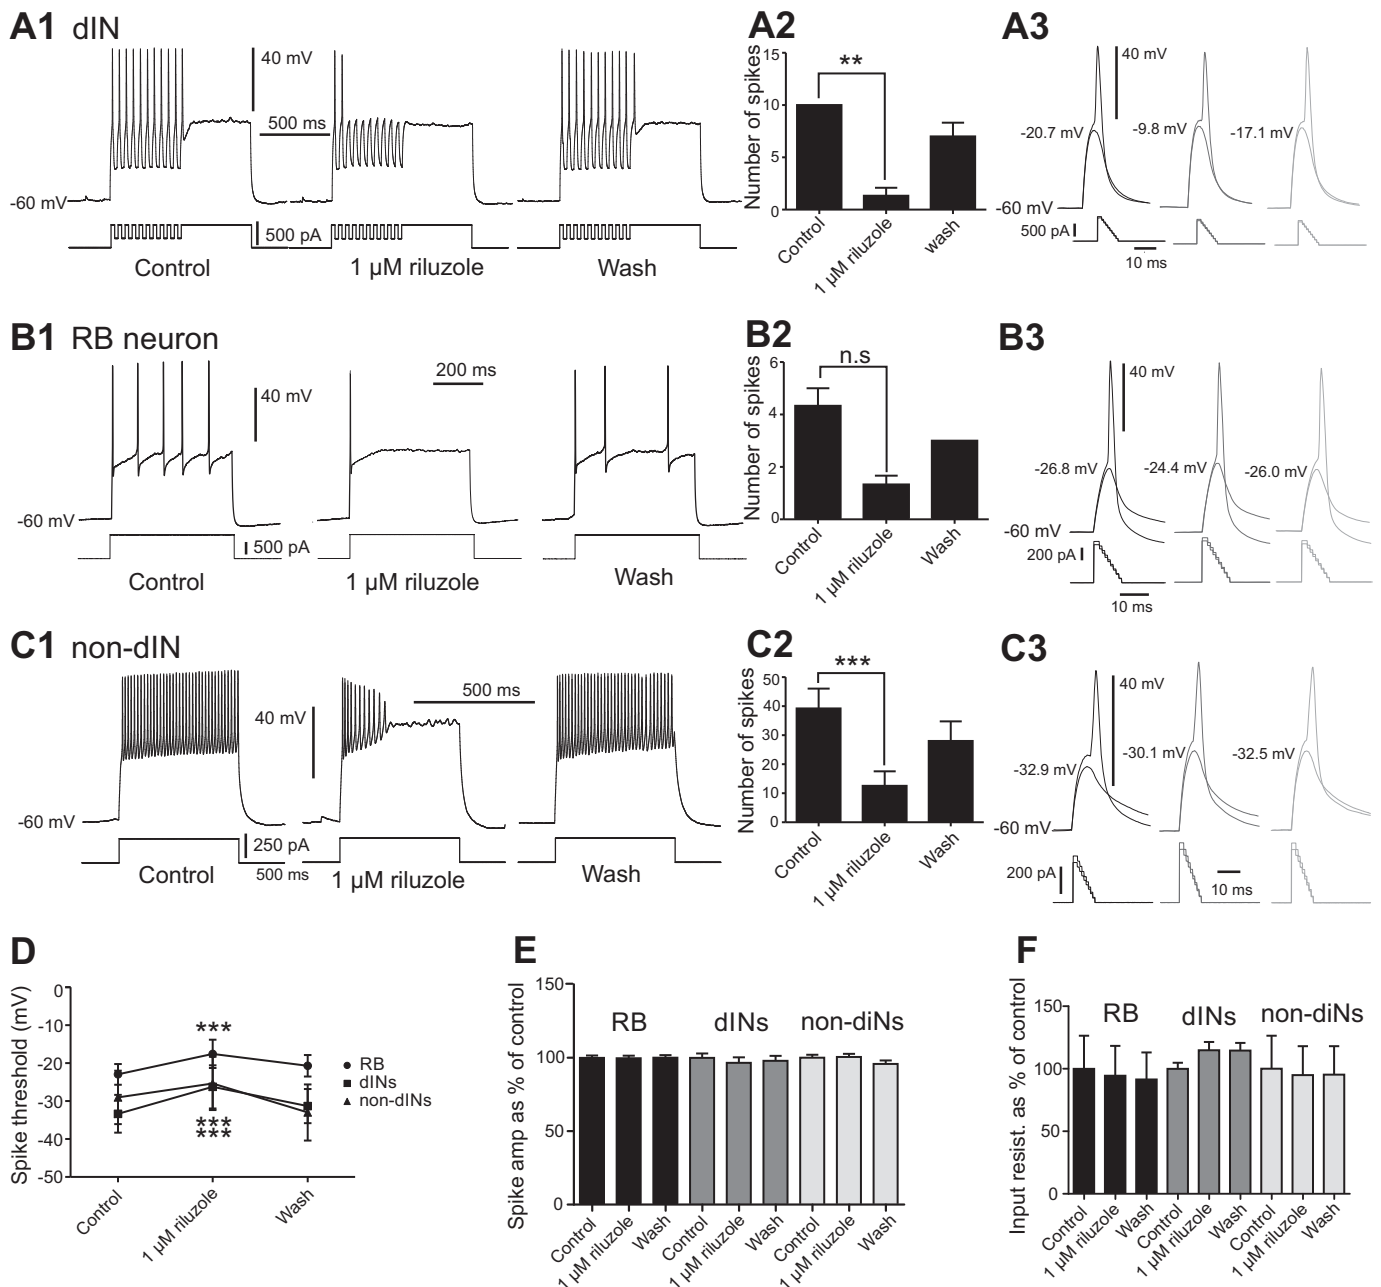 A1 dIN
40 mV
500 ms
-60 mV
500 pA
Control
1 µM riluzole
Wash
A2
Number of spikes
15
10
5
0
**
Control
1 µM riluzole
wash
A3
40 mV
-20.7 mV
-9.8 mV
-17.1 mV
-60 mV
500 pA
10 ms
B1 RB neuron
200 ms
40 mV
-60 mV
500 pA
Control
1 µM riluzole
Wash
B2
Number of spikes
6
4
2
0
n.s
Control
1 µM riluzole
Wash
B3
40 mV
-26.8 mV
-24.4 mV
-26.0 mV
-60 mV
200 pA
10 ms
C1 non-dIN
500 ms
40 mV
-60 mV
250 pA
500 ms
Control
1 µM riluzole
Wash
C2
Number of spikes
50
40
30
20
10
0
***
Control
1 µM riluzole
Wash
C3
40 mV
-32.9 mV
-30.1 mV
-32.5 mV
-60 mV
200 pA
10 ms
D
Spike threshold (mV)
0
-10
-20
-30
-40
-50
***
***
***
RB
dINs
non-dINs
Control
1 µM riluzole
Wash
E
Spike amp as % of control
150
100
50
0
RB
dINs
non-diNs
Control
1 µM riluzole
Wash
Control
1 µM riluzole
Wash
Control
1 µM riluzole
Wash
F
Input resist. as % of control
150
100
50
0
RB
dINs
non-diNs
Control
1 µM riluzole
Wash
Control
1 µM riluzole
Wash
Control
1 µM riluzole
Wash